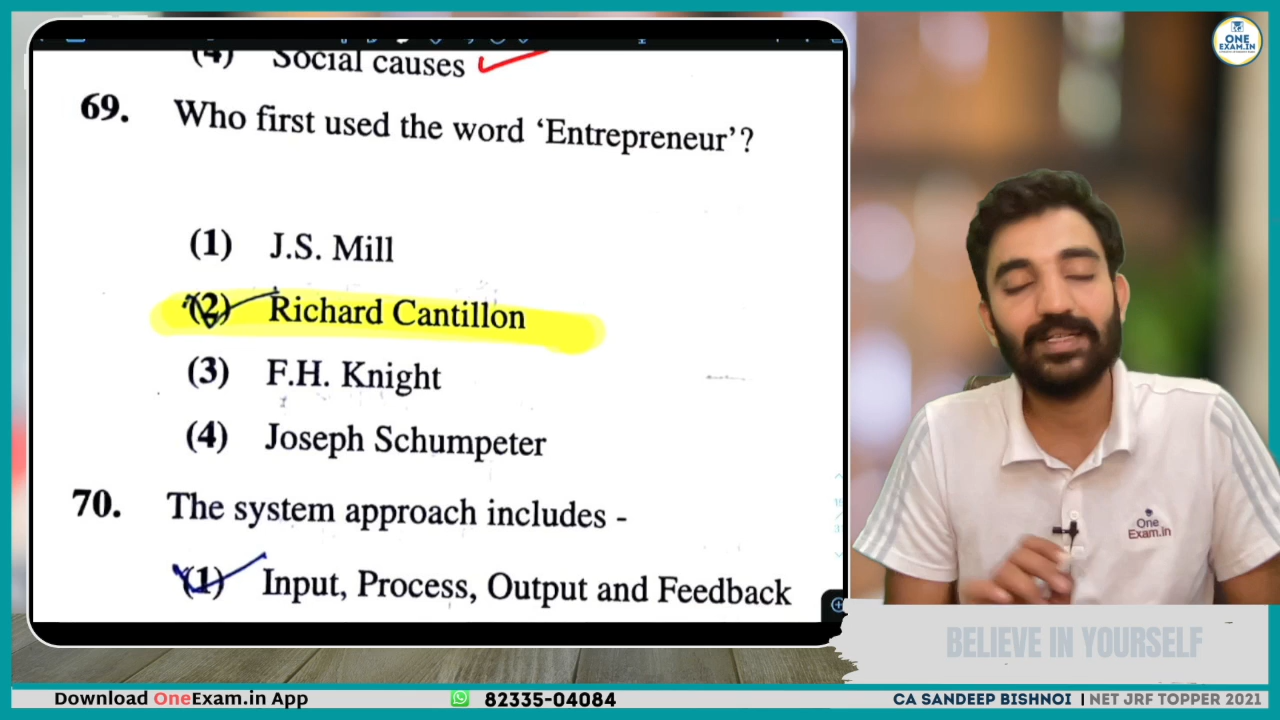 (4) Social causes
69. Who first used the word ‘Entrepreneur’?
(1) J.S. Mill
(2) Richard Cantillon
(3) F.H. Knight
(4) Joseph Schumpeter
70. The system approach includes -
(1) Input, Process, Output and Feedback
ONE
EXAM.IN
One
Exam.in
BELIEVE IN YOURSELF
Download OneExam.in App
82335-04084
CA SANDEEP BISHNOI | NET JRF TOPPER 2021